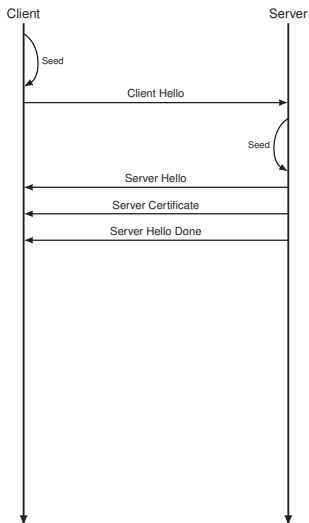 Client
Server
Seed
Client Hello
Seed
Server Hello
Server Certificate
Server Hello Done